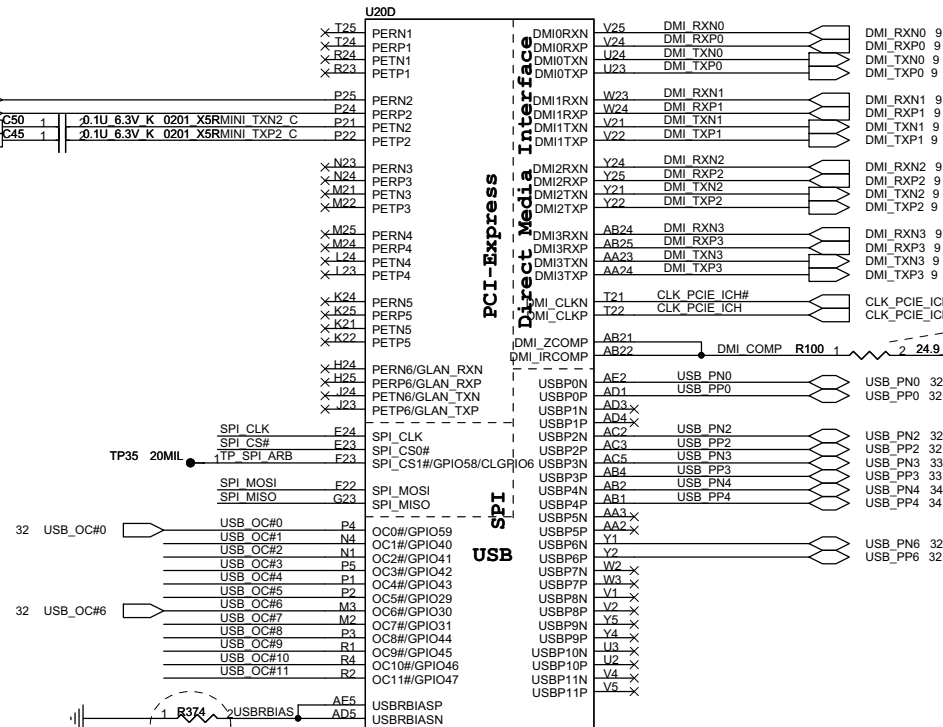 U20D
T25 PERN1 DMI0RXN V25 DMI_RXN0 DMI_RXN0 9
T24 PERP1 DMI0RXP V24 DMI_RXP0 DMI_RXP0 9
R24 PETN1 DMI0TXN U24 DMI_TXN0 DMI_TXN0 9
R23 PETP1 DMI0TXP U23 DMI_TXP0 DMI_TXP0 9
P25 PERN2 DMI1RXN W23 DMI_RXN1 DMI_RXN1 9
P24 PERP2 DMI1RXP W24 DMI_RXP1 DMI_RXP1 9
C50 1 2 0.1U_6.3V_K_0201_X5R MINI_TXN2_C P21 PETN2 DMI1TXN V21 DMI_TXN1 DMI_TXN1 9
C45 1 2 0.1U_6.3V_K_0201_X5R MINI_TXP2_C P22 PETP2 DMI1TXP V22 DMI_TXP1 DMI_TXP1 9
N23 PERN3 DMI2RXN Y24 DMI_RXN2 DMI_RXN2 9
N24 PERP3 DMI2RXP Y25 DMI_RXP2 DMI_RXP2 9
M21 PETN3 DMI2TXN Y21 DMI_TXN2 DMI_TXN2 9
M22 PETP3 DMI2TXP Y22 DMI_TXP2 DMI_TXP2 9
M25 PERN4 DMI3RXN AB24 DMI_RXN3 DMI_RXN3 9
M24 PERP4 DMI3RXP AB25 DMI_RXP3 DMI_RXP3 9
L24 PETN4 DMI3TXN AA23 DMI_TXN3 DMI_TXN3 9
L23 PETP4 DMI3TXP AA24 DMI_TXP3 DMI_TXP3 9
PCI-Express
Direct Media Interface
K24 PERN5 DMI_CLKN T21 CLK_PCIE_ICH#
K25 PERP5 DMI_CLKP T22 CLK_PCIE_ICH
K21 PETN5
K22 PETP5 DMI_ZCOMP AB21
DMI_IRCOMP AB22 DMI_COMP R100 1 2 24.9
H24 PERN6/GLAN_RXN
H25 PERP6/GLAN_RXP USBP0N AE2 USB_PN0 USB_PN0 32
J24 PETN6/GLAN_TXN USBP0P AD1 USB_PP0 USB_PP0 32
J23 PETP6/GLAN_TXP USBP1N AD3
USBP1P AD4
SPI_CLK E24 SPI_CLK USBP2N AC2 USB_PN2 USB_PN2 32
SPI_CS# E23 SPI_CS0# USBP2P AC3 USB_PP2 USB_PP2 32
TP35 20MIL 1 TP_SPI_ARB F23 SPI_CS1#/GPIO58/CLGPIO6 USBP3N AC5 USB_PN3 USB_PN3 33
USBP3P AB4 USB_PP3 USB_PP3 33
SPI_MOSI F22 SPI_MOSI USBP4N AB2 USB_PN4 USB_PN4 34
SPI_MISO G23 SPI_MISO USBP4P AB1 USB_PP4 USB_PP4 34
SPI
USBP5N AA3
32 USB_OC#0 USB_OC#0 P4 OC0#/GPIO59 USBP5P AA2
USB_OC#1 N4 OC1#/GPIO40 USBP6N Y1 USB_PN6 32
USB_OC#2 N1 OC2#/GPIO41 USBP6P Y2 USB_PP6 32
USB
USB_OC#3 P5 OC3#/GPIO42 USBP7N W2
USB_OC#4 P1 OC4#/GPIO43 USBP7P W3
USB_OC#5 P2 OC5#/GPIO29 USBP8N V1
32 USB_OC#6 USB_OC#6 M3 OC6#/GPIO30 USBP8P V2
USB_OC#7 M2 OC7#/GPIO31 USBP9N Y5
USB_OC#8 P3 OC8#/GPIO44 USBP9P Y4
USB_OC#9 R1 OC9#/GPIO45 USBP10N U3
USB_OC#10 R4 OC10#/GPIO46 USBP10P U2
USB_OC#11 R2 OC11#/GPIO47 USBP11N V4
USBP11P V5
AE5 USBRBIASP
1 R374 2 USBRBIAS AD5 USBRBIASN